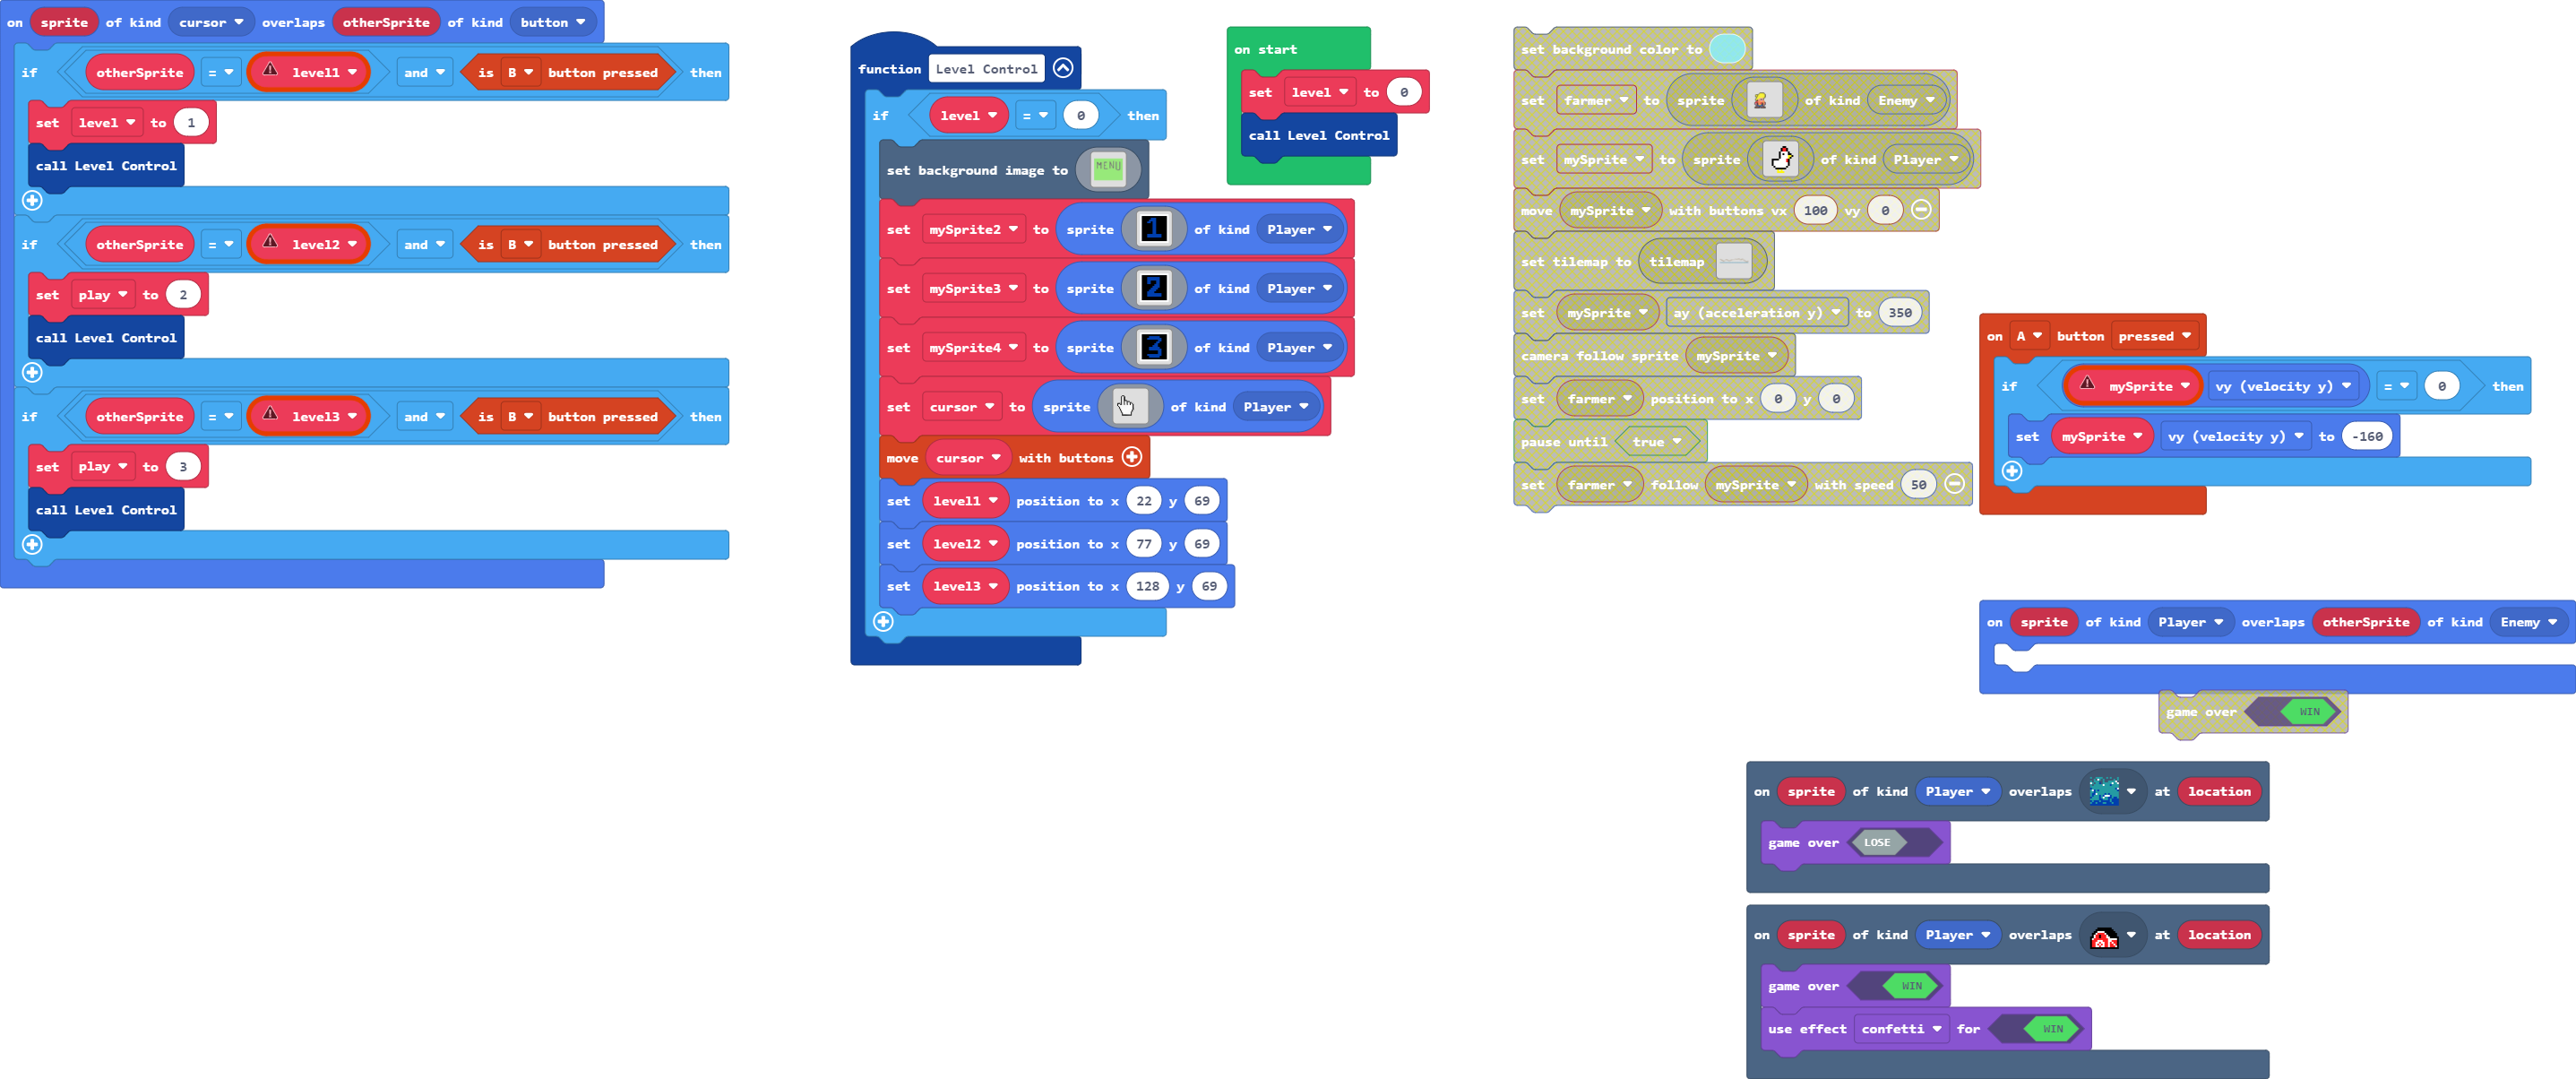 on sprite of kind cursor overlaps otherSprite of kind button
if otherSprite = level1 and is B button pressed then
set level to 1
call Level Control
if otherSprite = level2 and is B button pressed then
set play to 2
call Level Control
if otherSprite = level3 and is B button pressed then
set play to 3
call Level Control
function Level Control
if level = 0 then
set background image to MENU
set mySprite2 to sprite 1 of kind Player
set mySprite3 to sprite 2 of kind Player
set mySprite4 to sprite 3 of kind Player
set cursor to sprite of kind Player
move cursor with buttons
set level1 position to x 22 y 69
set level2 position to x 77 y 69
set level3 position to x 128 y 69
on start
set level to 0
call Level Control
set background color to
set farmer to sprite of kind Enemy
set mySprite to sprite of kind Player
move mySprite with buttons vx 100 vy 0
set tilemap to tilemap
set mySprite ay (acceleration y) to 350
camera follow sprite mySprite
set farmer position to x 0 y 0
pause until true
set farmer follow mySprite with speed 50
on A button pressed
if mySprite vy (velocity y) = 0 then
set mySprite vy (velocity y) to -160
on sprite of kind Player overlaps otherSprite of kind Enemy
game over WIN
on sprite of kind Player overlaps at location
game over LOSE
on sprite of kind Player overlaps at location
game over WIN
use effect confetti for WIN